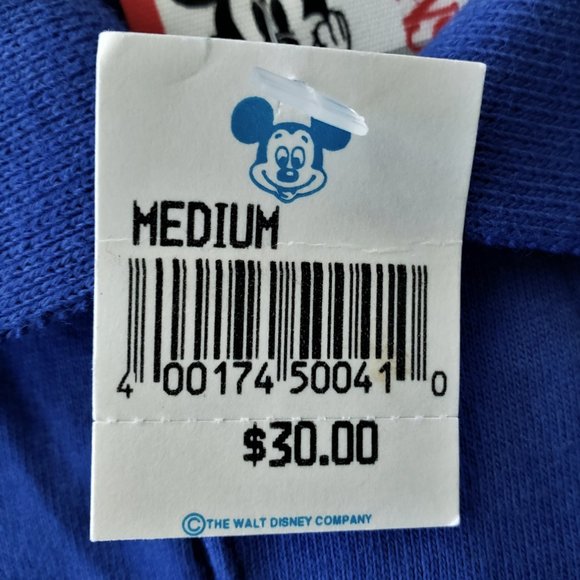 MEDIUM
4 00174 50041 0
$30.00
©THE WALT DISNEY COMPANY